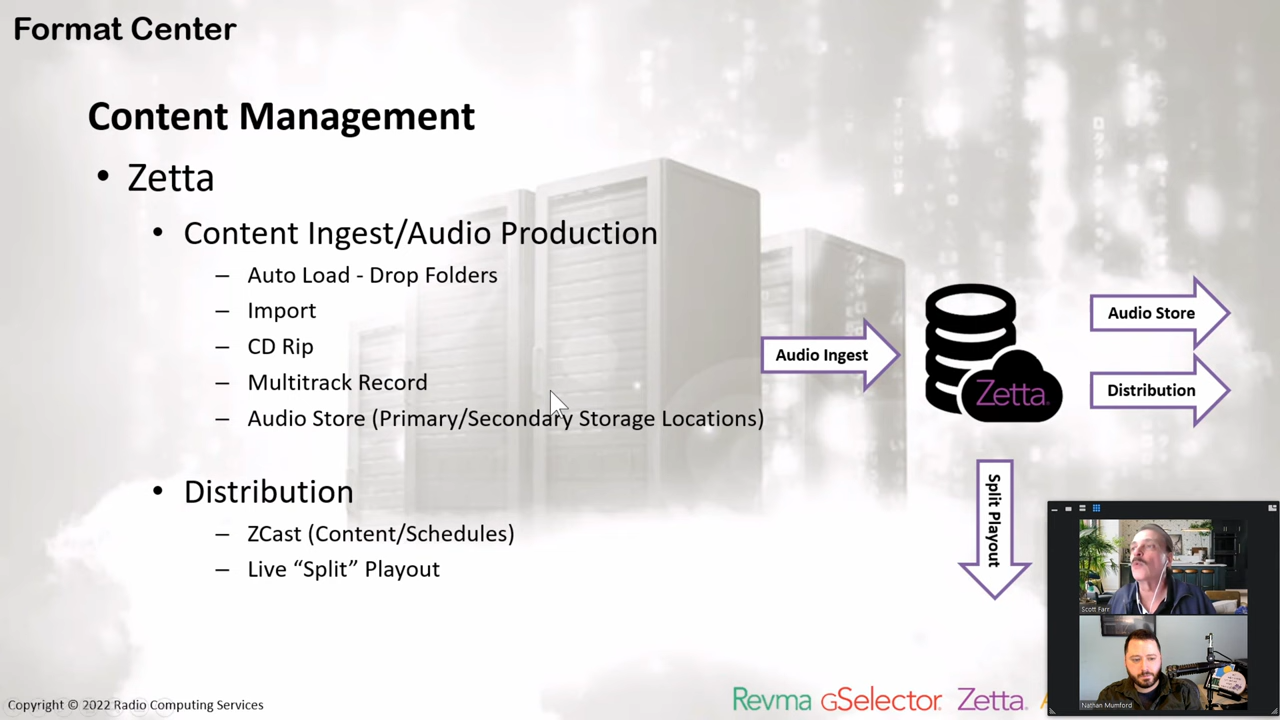 Format Center
Content Management
• Zetta
• Content Ingest/Audio Production
– Auto Load - Drop Folders
– Import
– CD Rip
– Multitrack Record
– Audio Store (Primary/Secondary Storage Locations)
• Distribution
– ZCast (Content/Schedules)
– Live “Split” Playout
Audio Ingest
Zetta.
Audio Store
Distribution
Split Playout
Scott Farr
Nathan Mumford
Copyright © 2022 Radio Computing Services
Revma GSelector. Zetta.